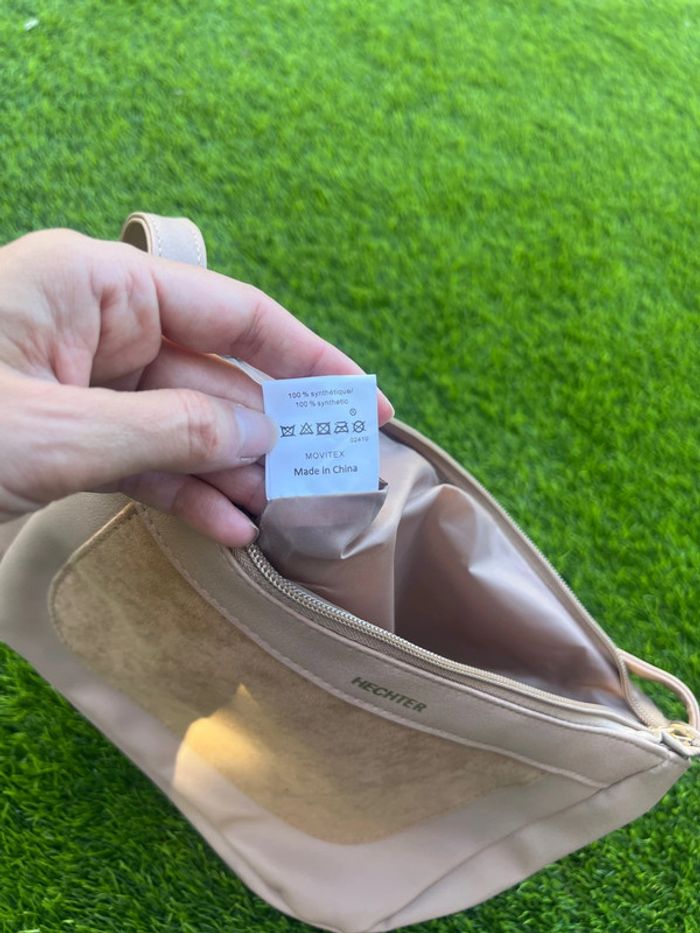 100 % synthétique/
100 % synthetic
02410
MOVITEX
Made in China
HECHTER